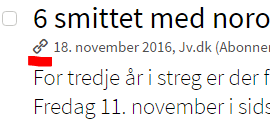 6 smittet med noro
18. november 2016, Jv.dk (Abonner
For tredje år i streg er der f
Fredag 11. november i sids